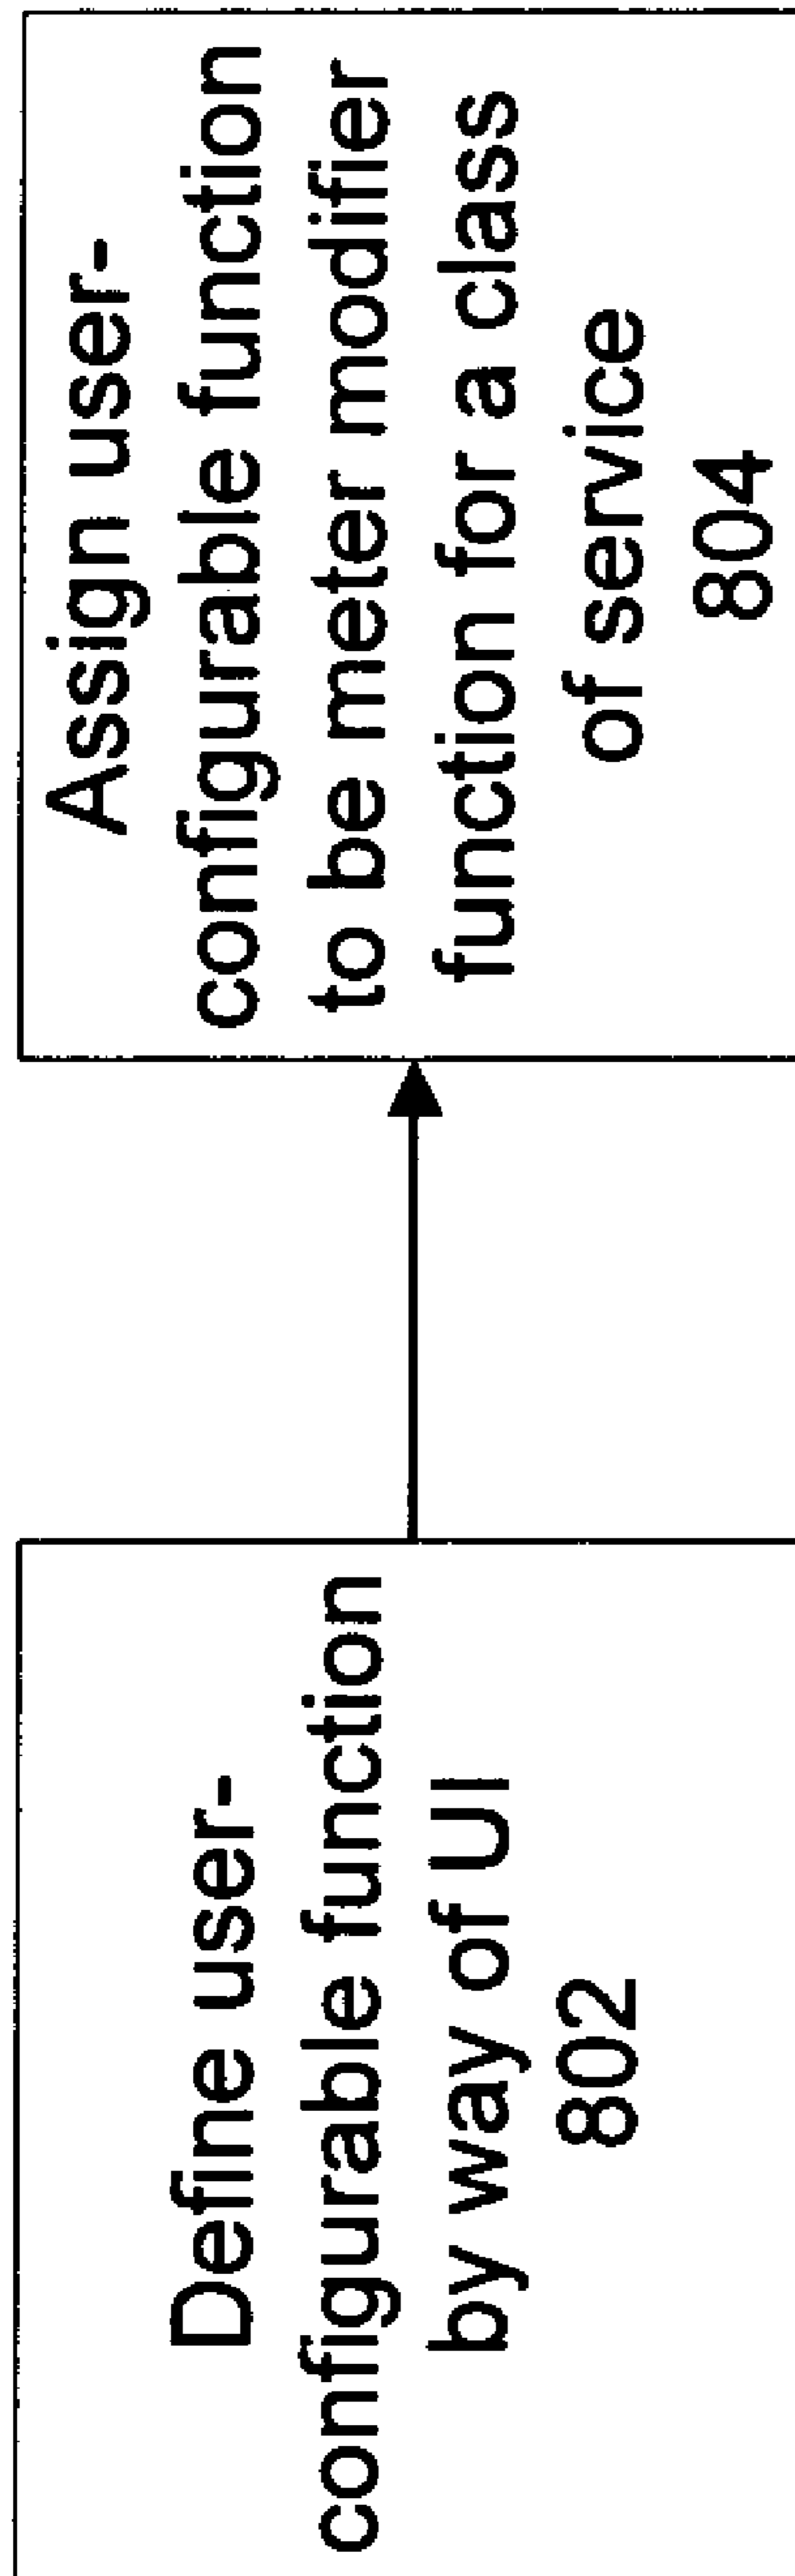 Define user-
configurable function
by way of UI
802
Assign user-
configurable function
to be meter modifier
function for a class
of service
804